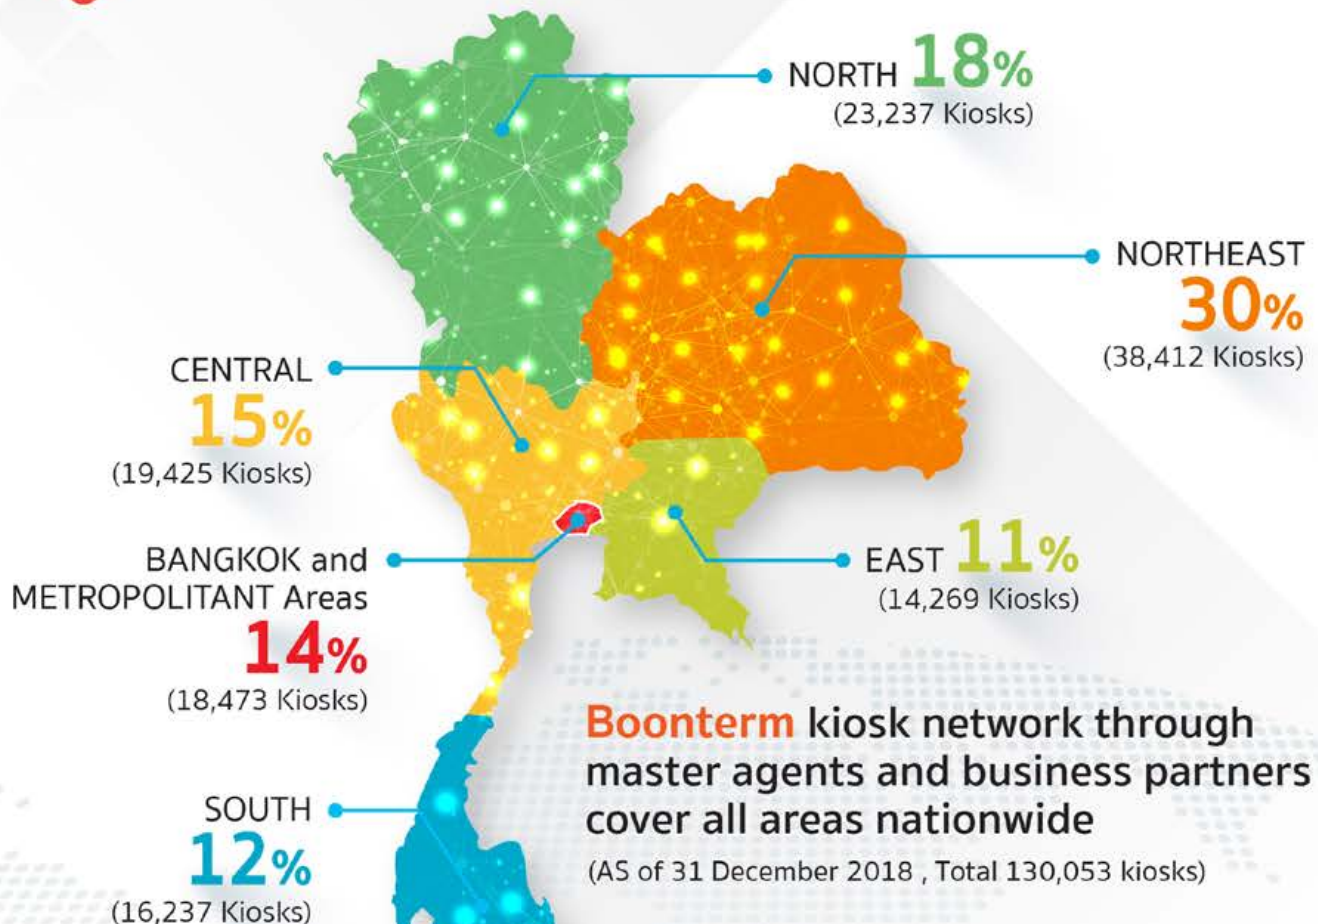 NORTH 18%
(23,237 Kiosks)
NORTHEAST
30%
(38,412 Kiosks)
CENTRAL
15%
(19,425 Kiosks)
BANGKOK and
METROPOLITANT Areas
14%
(18,473 Kiosks)
EAST 11%
(14,269 Kiosks)
SOUTH
12%
(16,237 Kiosks)
Boonterm kiosk network through
master agents and business partners
cover all areas nationwide
(AS of 31 December 2018 , Total 130,053 kiosks)